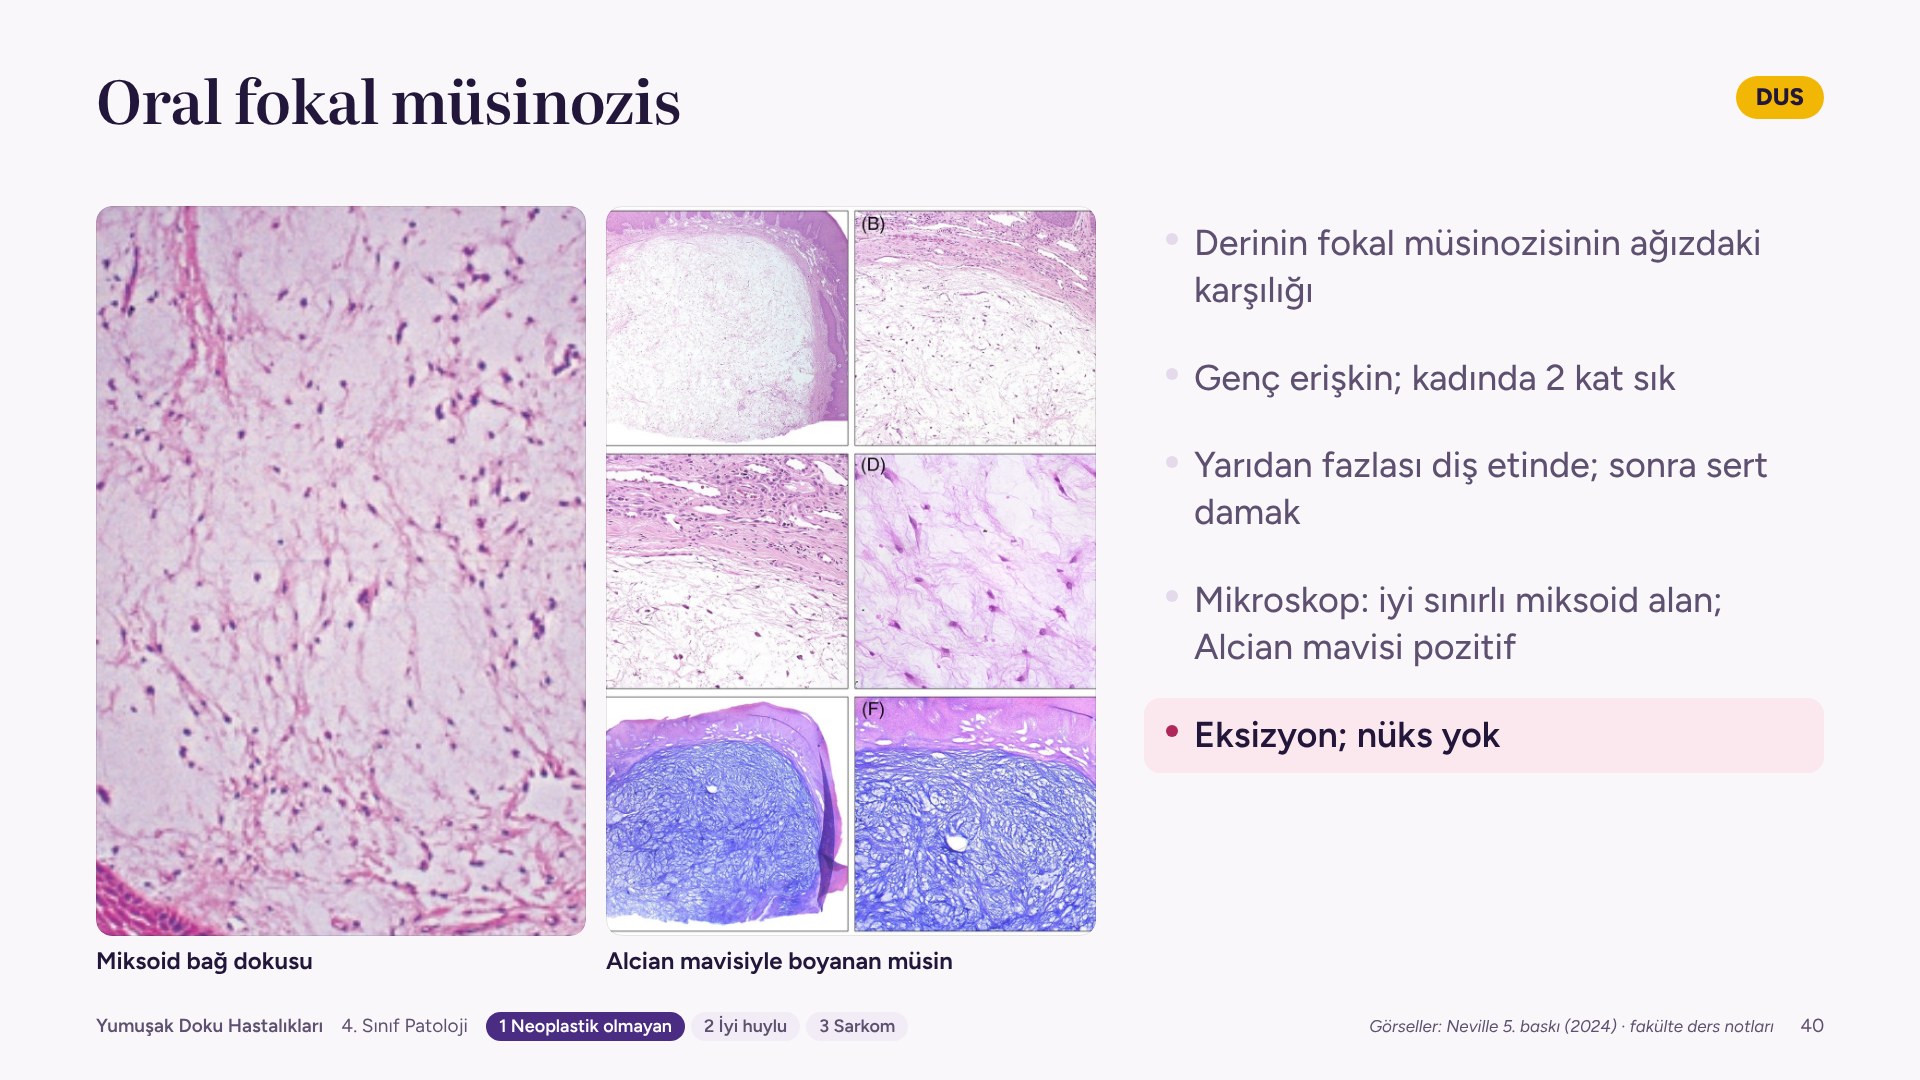 Oral fokal müsinozis
DUS
(B)
(D)
(F)
Miksoid bağ dokusu
Alcian mavisiyle boyanan müsin
Derinin fokal müsinozisinin ağızdaki
karşılığı
Genç erişkin; kadında 2 kat sık
Yarıdan fazlası diş etinde; sonra sert
damak
Mikroskop: iyi sınırlı miksoid alan;
Alcian mavisi pozitif
Eksizyon; nüks yok
Yumuşak Doku Hastalıkları 4. Sınıf Patoloji 1 Neoplastik olmayan 2 İyi huylu 3 Sarkom
Görseller: Neville 5. baskı (2024) · fakülte ders notları 40